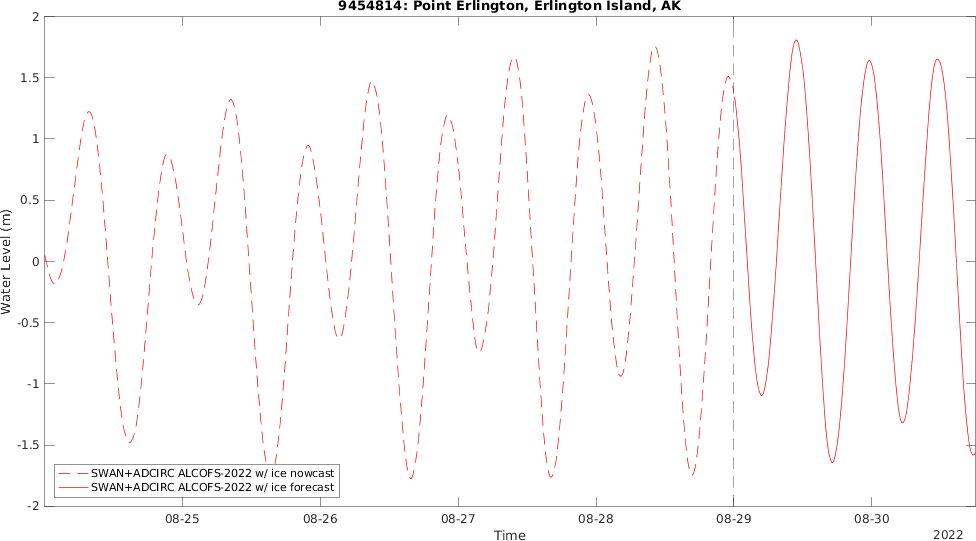 9454814: Point Erlington, Erlington Island, AK
2
1.5
1
0.5
0
-0.5
-1
-1.5
-2
Water Level (m)
SWAN+ADCIRC ALCOFS-2022 w/ ice nowcast
SWAN+ADCIRC ALCOFS-2022 w/ ice forecast
08-25 08-26 08-27 08-28 08-29 08-30
Time
2022